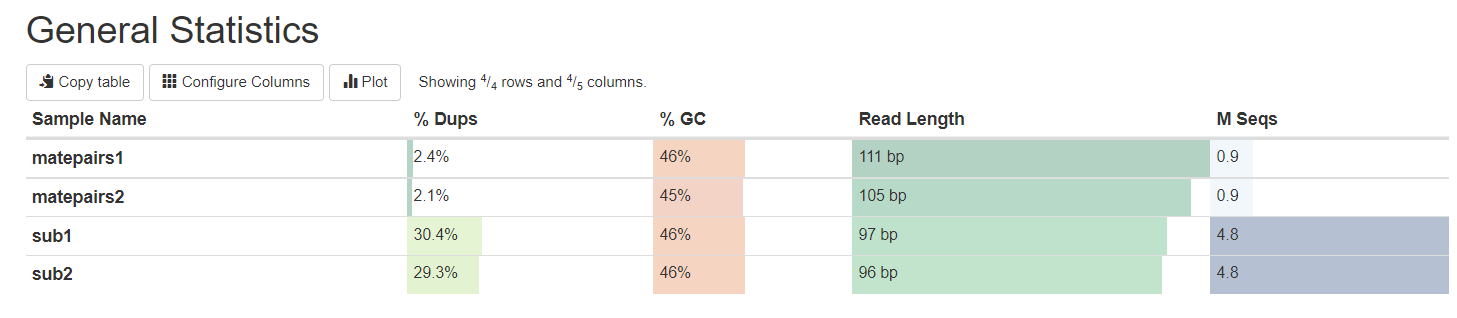 General Statistics
Copy table Configure Columns Plot Showing 4/4 rows and 4/5 columns.
Sample Name % Dups % GC Read Length M Seqs
matepairs1 2.4% 46% 111 bp 0.9
matepairs2 2.1% 45% 105 bp 0.9
sub1 30.4% 46% 97 bp 4.8
sub2 29.3% 46% 96 bp 4.8